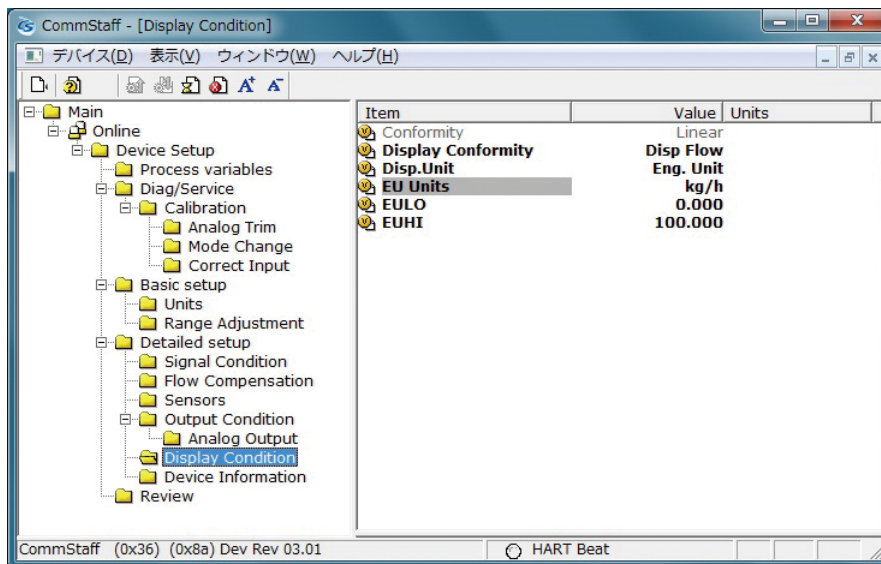 CommStaff - [Display Condition]
デバイス(D) 表示(V) ウィンドウ(W) ヘルプ(H)
Main
Online
Device Setup
Process variables
Diag/Service
Calibration
Analog Trim
Mode Change
Correct Input
Basic setup
Units
Range Adjustment
Detailed setup
Signal Condition
Flow Compensation
Sensors
Output Condition
Analog Output
Display Condition
Device Information
Review
Item Value Units
Conformity Linear
Display Conformity Disp Flow
Disp.Unit Eng. Unit
EU Units kg/h
EULO 0.000
EUHI 100.000
CommStaff (0x36) (0x8a) Dev Rev 03.01 HART Beat